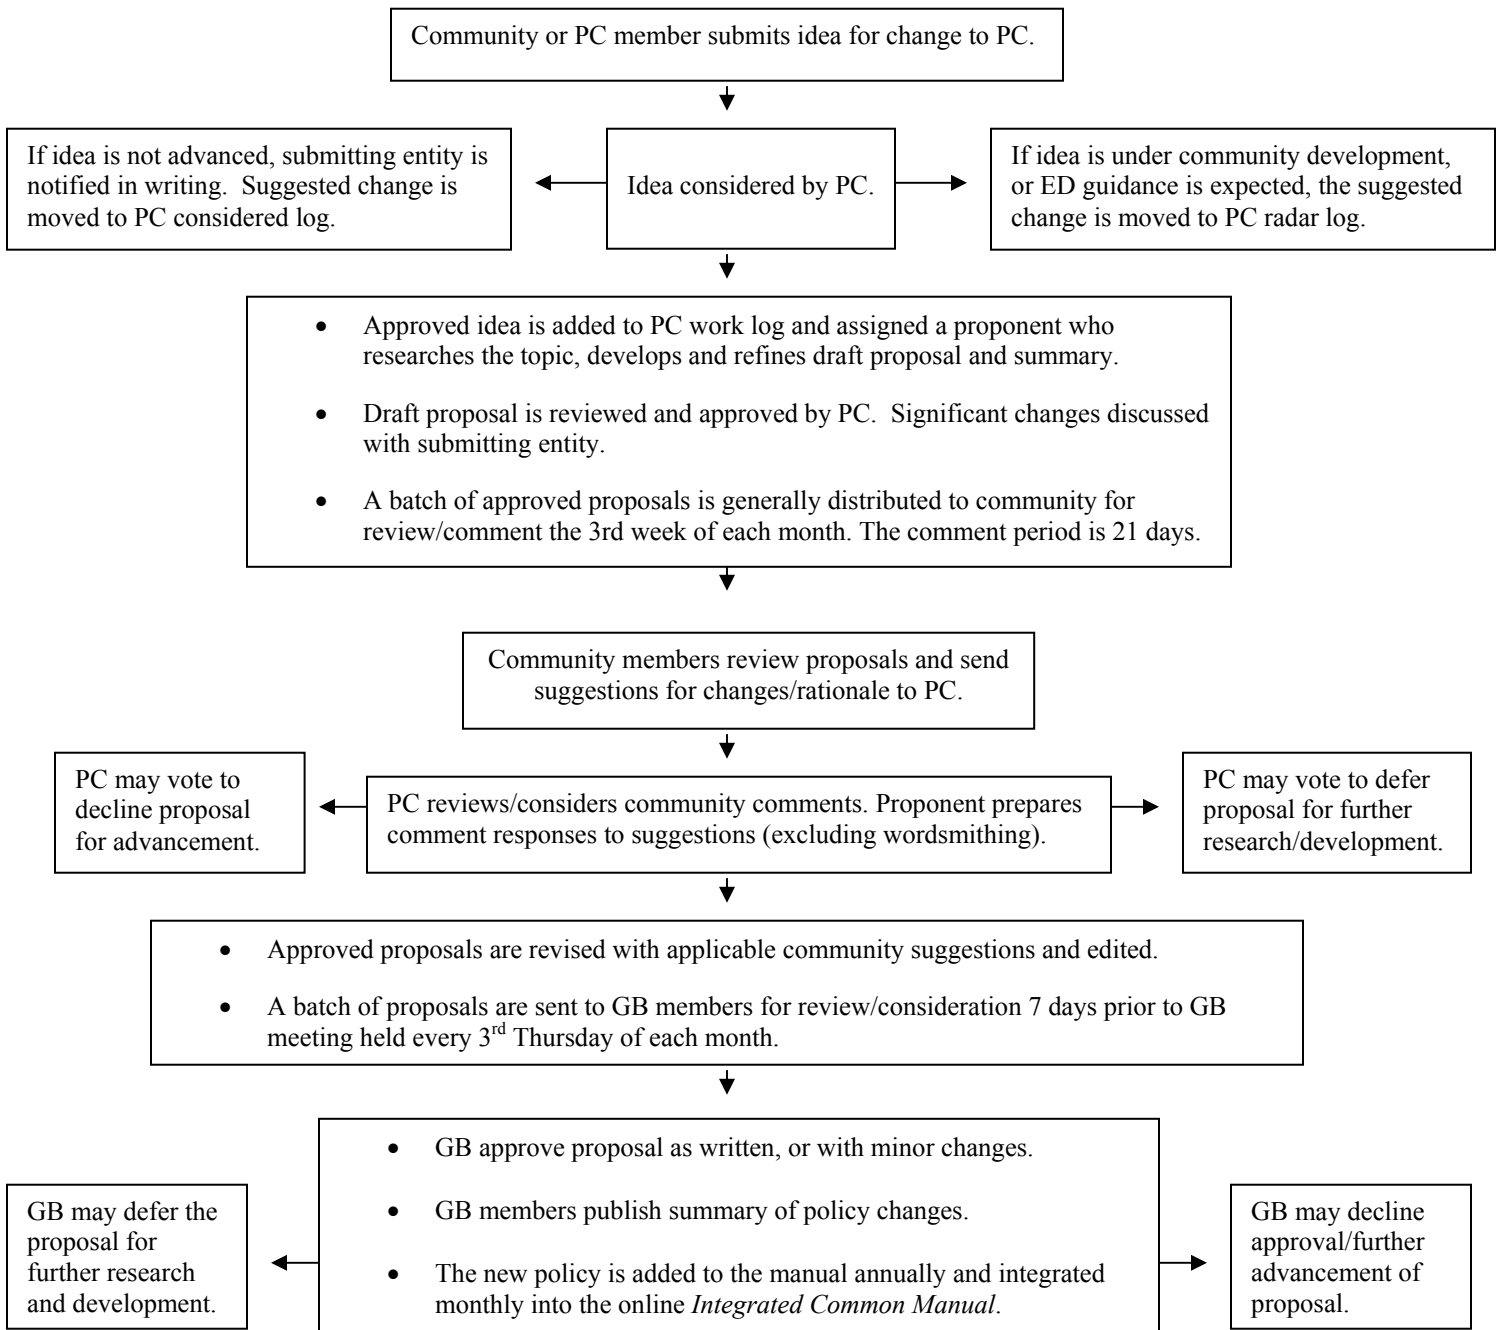 Community or PC member submits idea for change to PC.
If idea is not advanced, submitting entity is
notified in writing.  Suggested change is
moved to PC considered log.
Idea considered by PC.
If idea is under community development,
or ED guidance is expected, the suggested
change is moved to PC radar log.
• Approved idea is added to PC work log and assigned a proponent who
researches the topic, develops and refines draft proposal and summary.
• Draft proposal is reviewed and approved by PC.  Significant changes discussed
with submitting entity.
• A batch of approved proposals is generally distributed to community for
review/comment the 3rd week of each month. The comment period is 21 days.
Community members review proposals and send
suggestions for changes/rationale to PC.
PC may vote to
decline proposal
for advancement.
PC reviews/considers community comments. Proponent prepares
comment responses to suggestions (excluding wordsmithing).
PC may vote to defer
proposal for further
research/development.
• Approved proposals are revised with applicable community suggestions and edited.
• A batch of proposals are sent to GB members for review/consideration 7 days prior to GB
meeting held every 3rd Thursday of each month.
GB may defer the
proposal for
further research
and development.
• GB approve proposal as written, or with minor changes.
• GB members publish summary of policy changes.
• The new policy is added to the manual annually and integrated
monthly into the online Integrated Common Manual.
GB may decline
approval/further
advancement of
proposal.